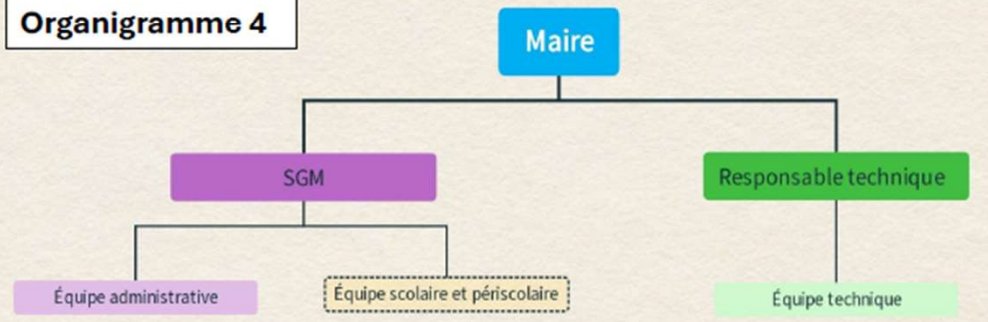 Organigramme 4
Maire
SGM
Responsable technique
Équipe administrative
Équipe scolaire et périscolaire
Équipe technique